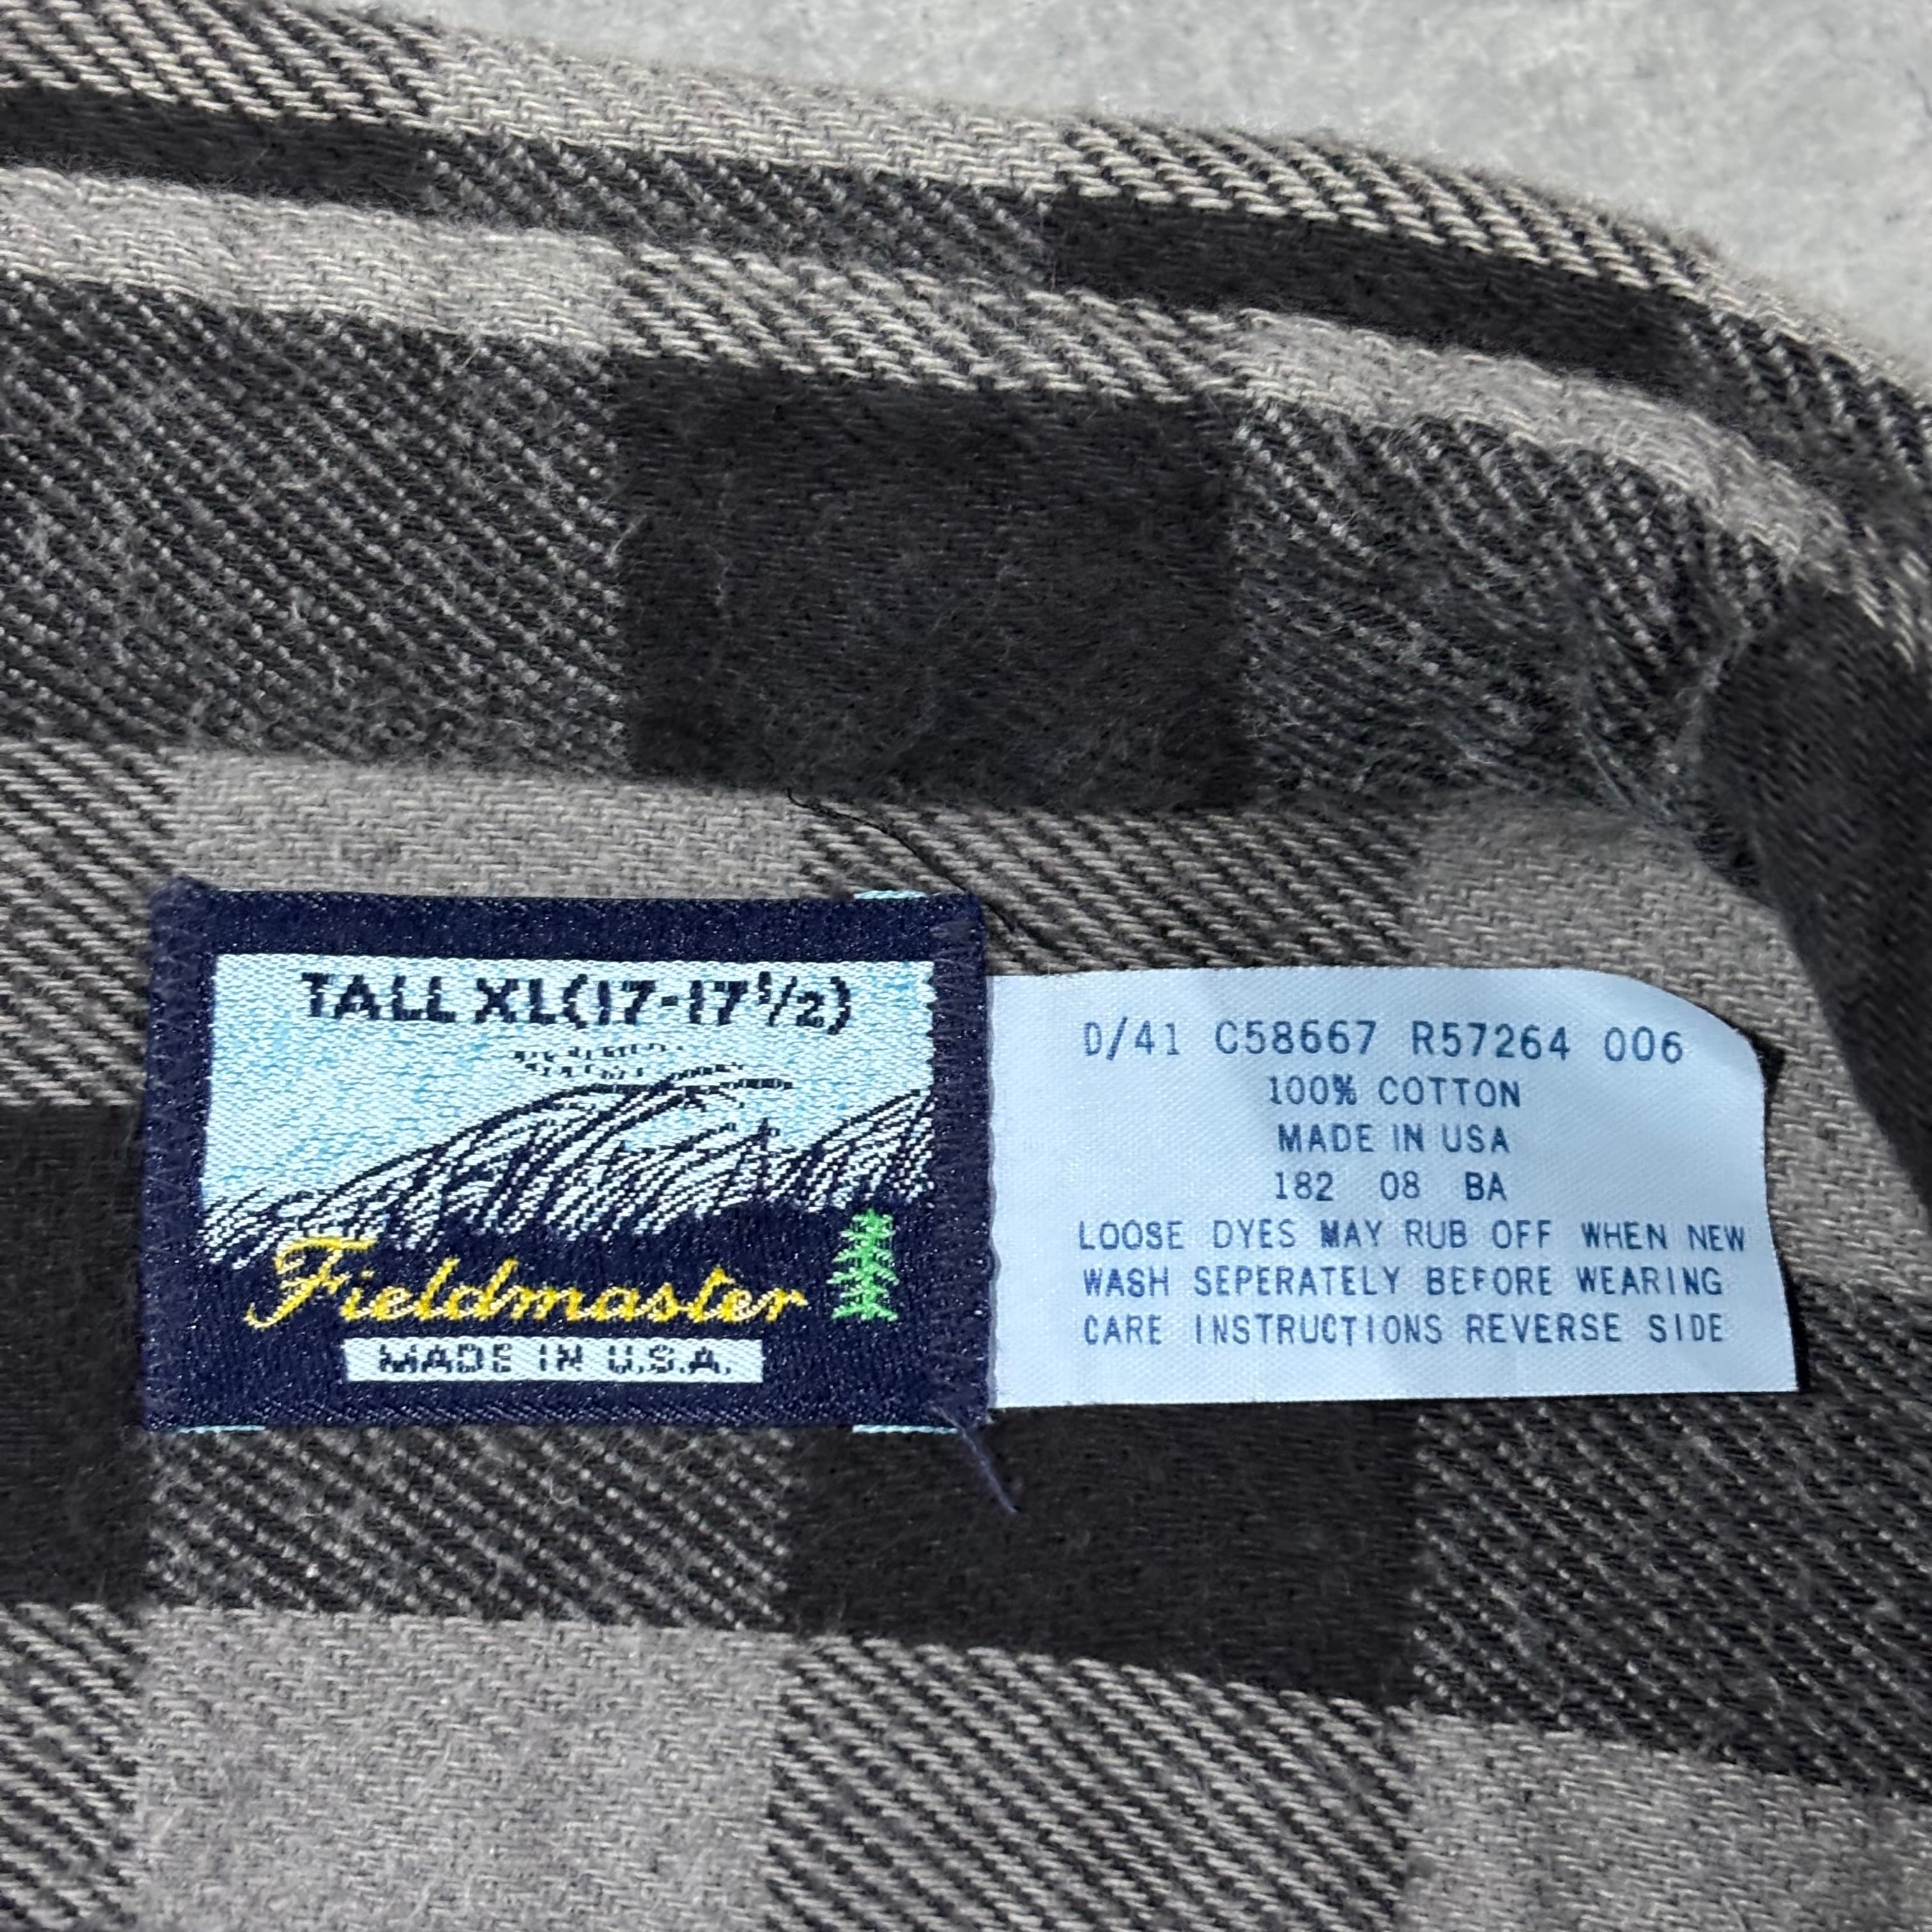 TALL XL(17-17½)
Fieldmaster
MADE IN U.S.A.
D/41 C58667 R57264 006
100% COTTON
MADE IN USA
182 08 BA
LOOSE DYES MAY RUB OFF WHEN NEW
WASH SEPERATELY BEFORE WEARING
CARE INSTRUCTIONS REVERSE SIDE